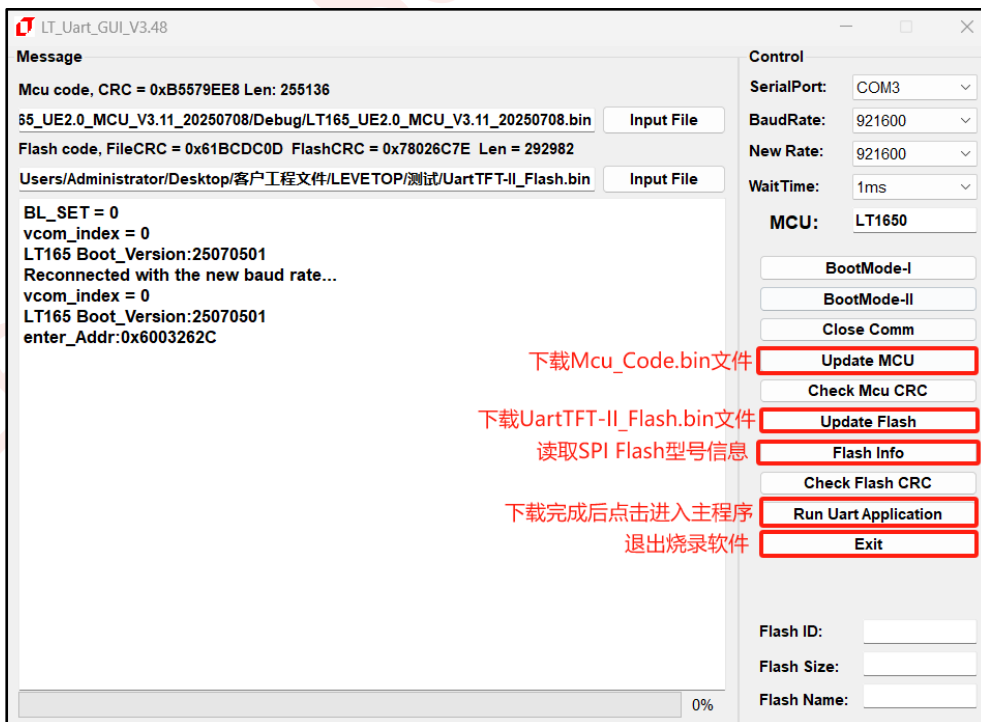 LT_Uart_GUI_V3.48
Message
Mcu code, CRC = 0xB5579EE8 Len: 255136
65_UE2.0_MCU_V3.11_20250708/Debug/LT165_UE2.0_MCU_V3.11_20250708.bin
Input File
Flash code, FileCRC = 0x61BCDC0D FlashCRC = 0x78026C7E Len = 292982
Users/Administrator/Desktop/客户工程文件/LEVETOP/测试/UartTFT-II_Flash.bin
Input File
BL_SET = 0
vcom_index = 0
LT165 Boot_Version:25070501
Reconnected with the new baud rate...
vcom_index = 0
LT165 Boot_Version:25070501
enter_Addr:0x6003262C
0%
Control
SerialPort: COM3
BaudRate: 921600
New Rate: 921600
WaitTime: 1ms
MCU: LT1650
BootMode-I
BootMode-II
Close Comm
下载Mcu_Code.bin文件 Update MCU
Check Mcu CRC
下载UartTFT-II_Flash.bin文件 Update Flash
读取SPI Flash型号信息 Flash Info
Check Flash CRC
下载完成后点击进入主程序 Run Uart Application
退出烧录软件 Exit
Flash ID:
Flash Size:
Flash Name: